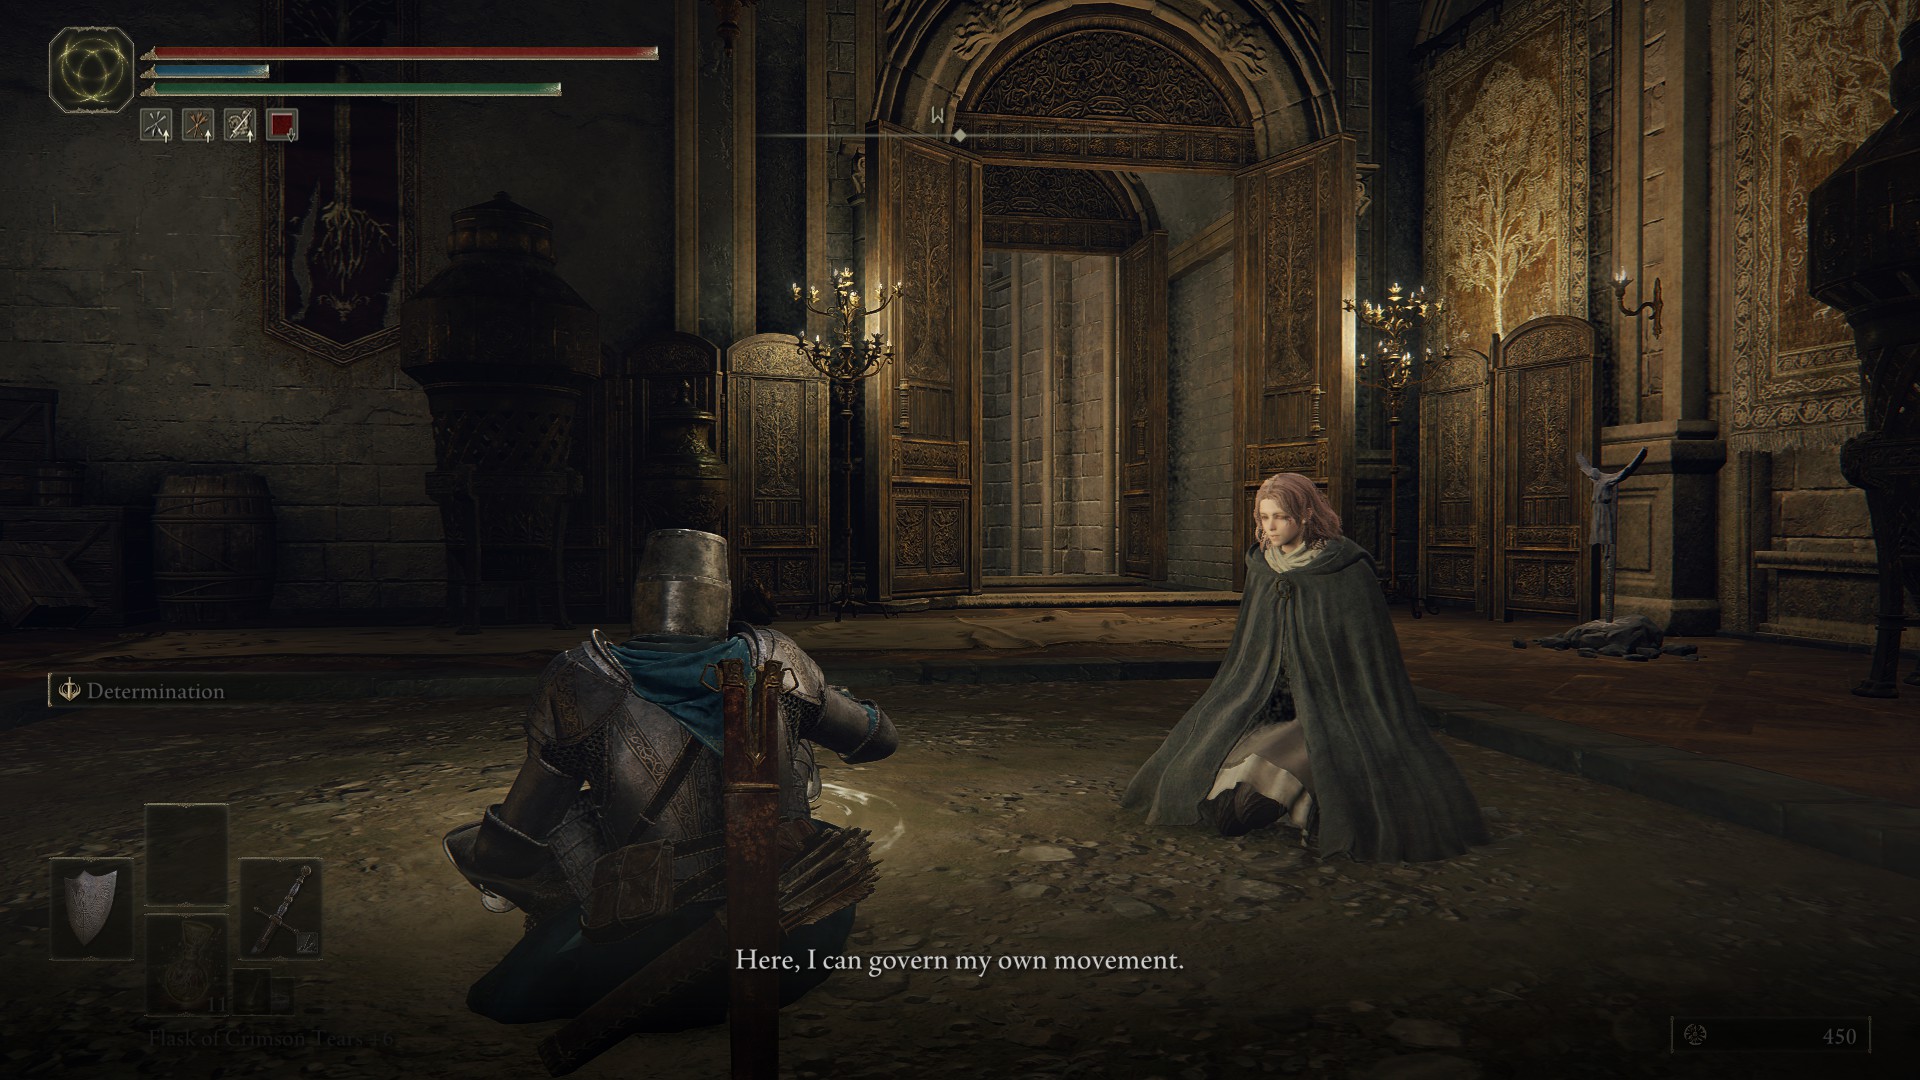 W
Determination
Here, I can govern my own movement.
11
Flask of Crimson Tears +6
450